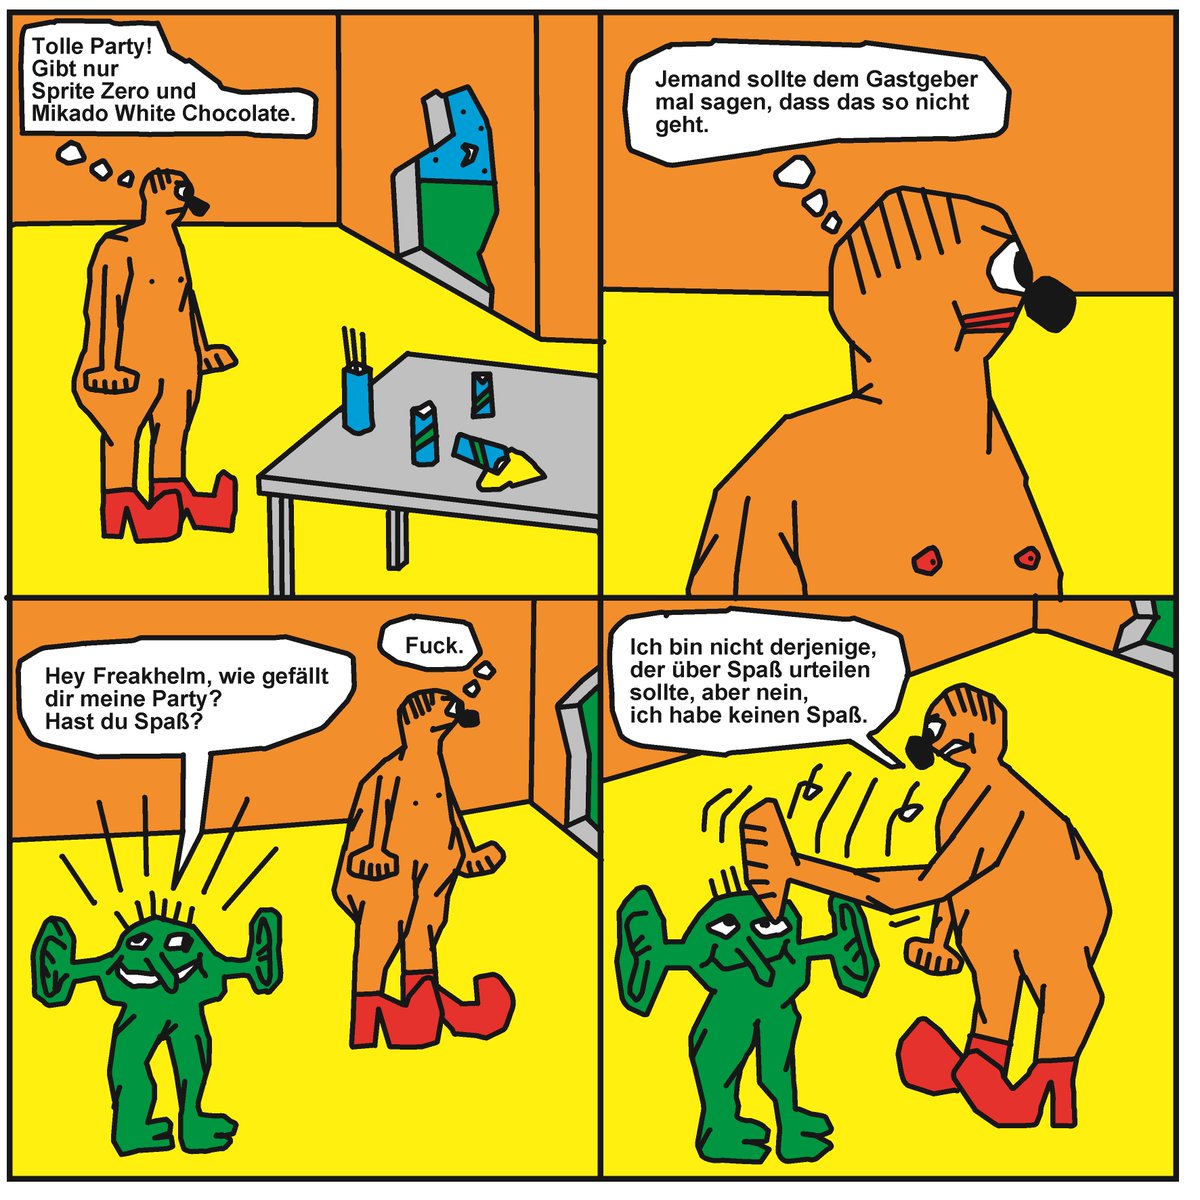 Tolle Party!
Gibt nur
Sprite Zero und
Mikado White Chocolate.
Jemand sollte dem Gastgeber
mal sagen, dass das so nicht
geht.
Hey Freakhelm, wie gefällt
dir meine Party?
Hast du Spaß?
Fuck.
Ich bin nicht derjenige,
der über Spaß urteilen
sollte, aber nein,
ich habe keinen Spaß.